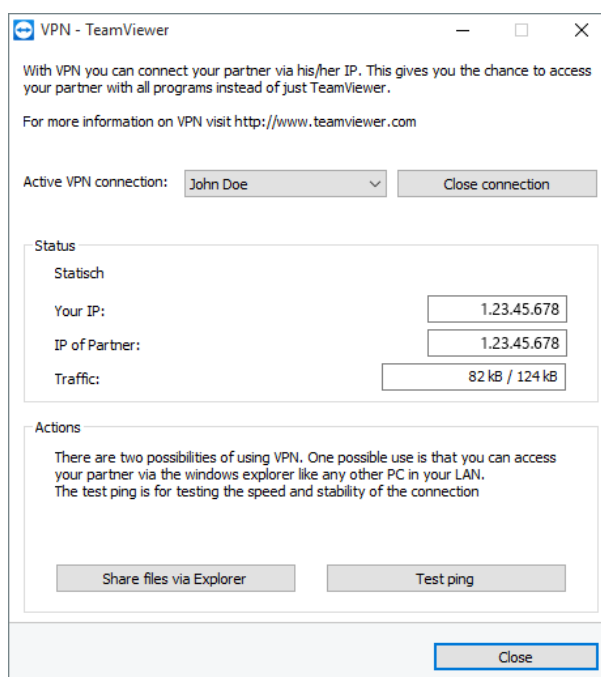 VPN - TeamViewer
With VPN you can connect your partner via his/her IP. This gives you the chance to access
your partner with all programs instead of just TeamViewer.
For more information on VPN visit http://www.teamviewer.com
Active VPN connection: John Doe Close connection
Status
Statisch
Your IP: 1.23.45.678
IP of Partner: 1.23.45.678
Traffic: 82 kB / 124 kB
Actions
There are two possibilities of using VPN. One possible use is that you can access
your partner via the windows explorer like any other PC in your LAN.
The test ping is for testing the speed and stability of the connection
Share files via Explorer Test ping
Close